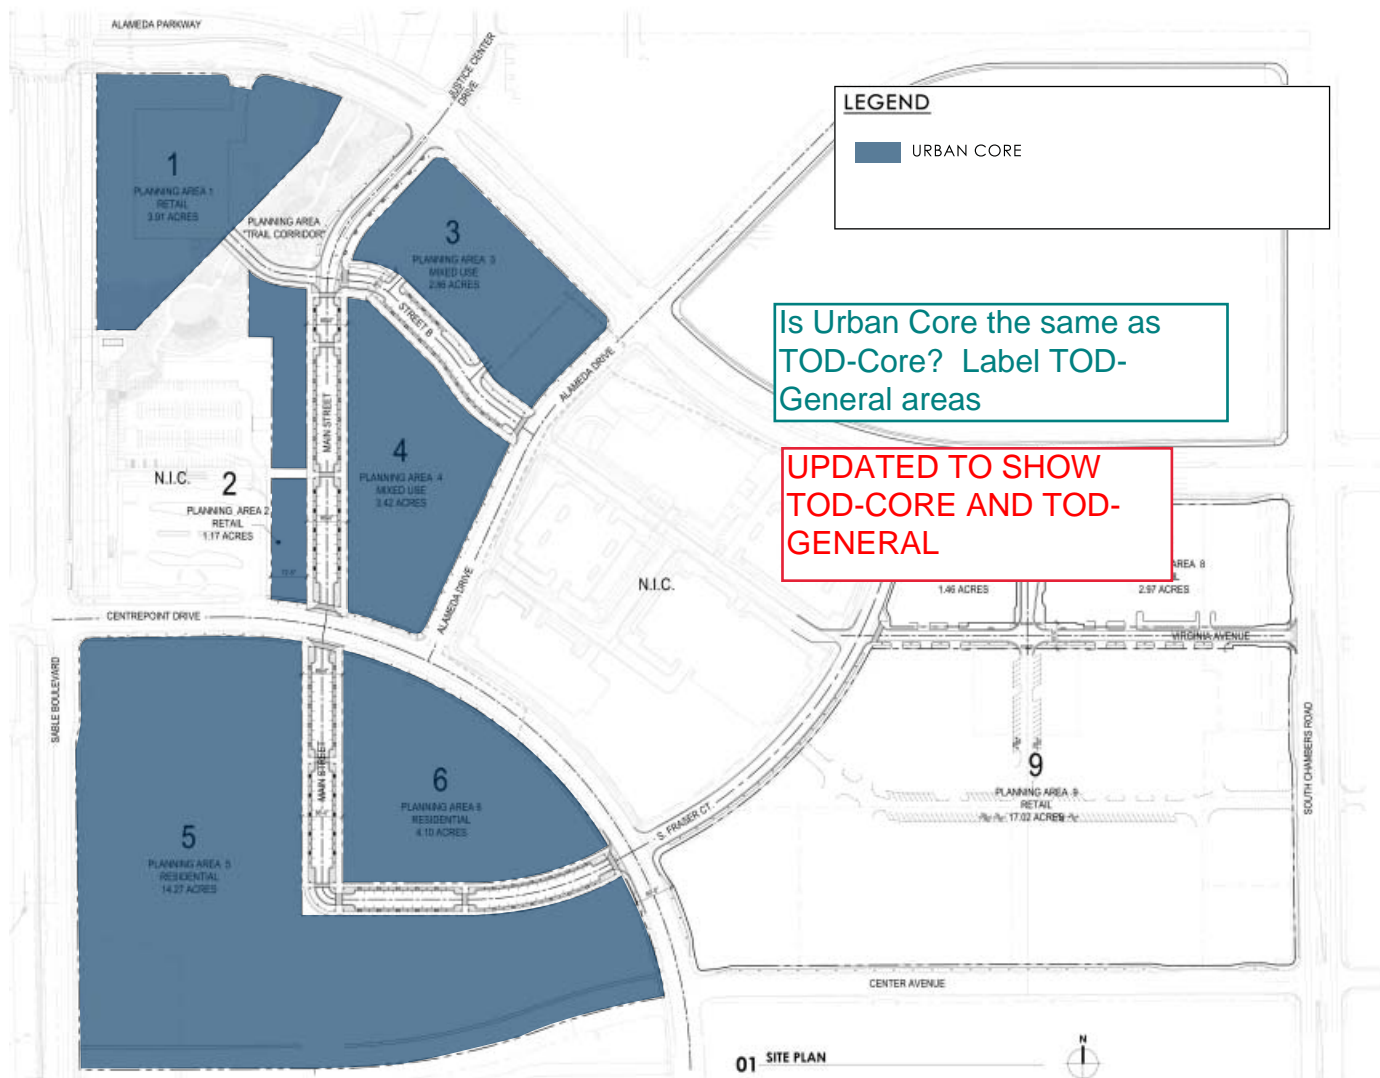 ALAMEDA PARKWAY
JUSTICE CENTER
DRIVE
LEGEND
URBAN CORE
1
PLANNING AREA 1
RETAIL
3.91 ACRES
PLANNING AREA
"TRAIL CORRIDOR"
3
PLANNING AREA 3
MIXED USE
2.96 ACRES
STREET B
ALAMEDA DRIVE
Is Urban Core the same as
TOD-Core? Label TOD-
General areas
MAIN STREET
4
PLANNING AREA 4
MIXED USE
3.42 ACRES
N.I.C.
2
PLANNING AREA 2
RETAIL
1.17 ACRES
UPDATED TO SHOW
TOD-CORE AND TOD-
GENERAL
N.I.C.
ALAMEDA DRIVE
1.46 ACRES
AREA 8
2.97 ACRES
CENTREPOINT DRIVE
VIRGINIA AVENUE
SABLE BOULEVARD
MAIN STREET
6
PLANNING AREA 6
RESIDENTIAL
4.10 ACRES
5
PLANNING AREA 5
RESIDENTIAL
14.27 ACRES
S. FRASER CT.
9
PLANNING AREA 9
RETAIL
17.02 ACRES
SOUTH CHAMBERS ROAD
CENTER AVENUE
01 SITE PLAN
N